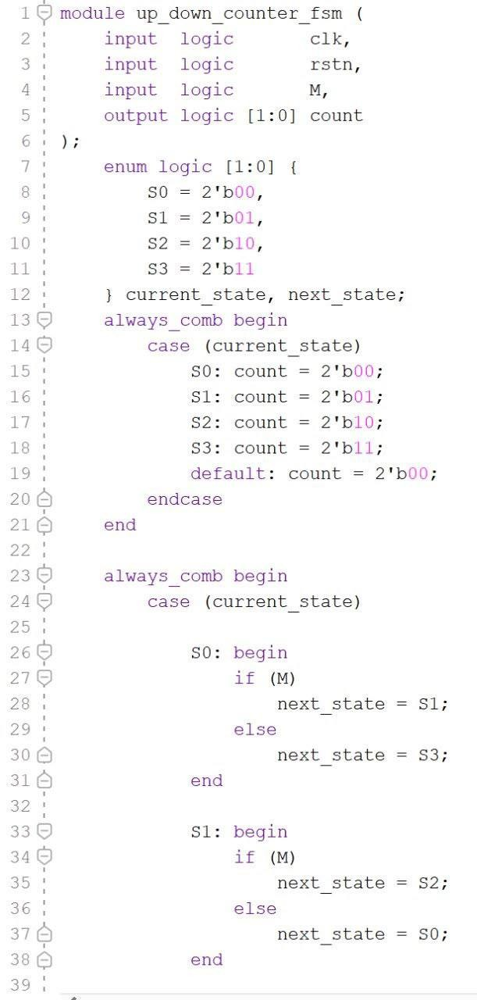 1 module up_down_counter_fsm (
2     input  logic       clk,
3     input  logic       rstn,
4     input  logic       M,
5     output logic [1:0] count
6 );
7     enum logic [1:0] {
8         S0 = 2'b00,
9         S1 = 2'b01,
10         S2 = 2'b10,
11         S3 = 2'b11
12     } current_state, next_state;
13     always_comb begin
14         case (current_state)
15             S0: count = 2'b00;
16             S1: count = 2'b01;
17             S2: count = 2'b10;
18             S3: count = 2'b11;
19             default: count = 2'b00;
20         endcase
21     end
22
23     always_comb begin
24         case (current_state)
25
26             S0: begin
27                 if (M)
28                     next_state = S1;
29                 else
30                     next_state = S3;
31             end
32
33             S1: begin
34                 if (M)
35                     next_state = S2;
36                 else
37                     next_state = S0;
38             end
39